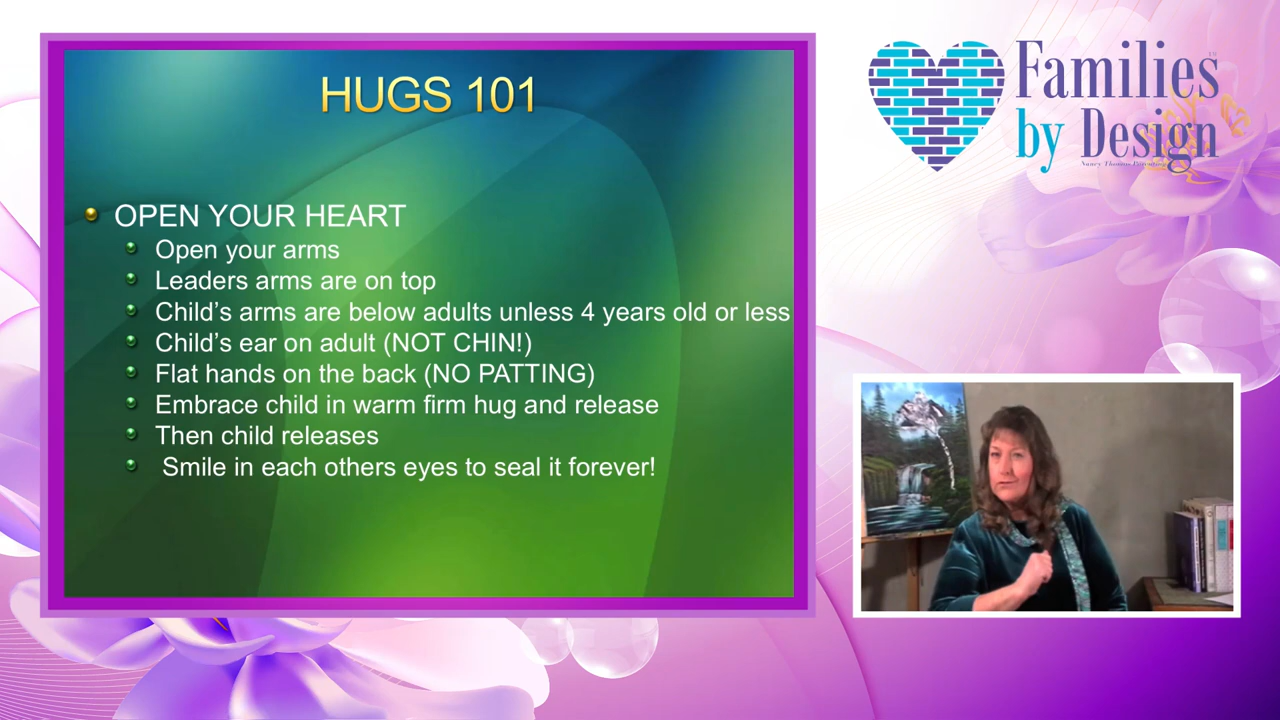 HUGS 101
OPEN YOUR HEART
Open your arms
Leaders arms are on top
Child’s arms are below adults unless 4 years old or less
Child’s ear on adult (NOT CHIN!)
Flat hands on the back (NO PATTING)
Embrace child in warm firm hug and release
Then child releases
Smile in each others eyes to seal it forever!
Families
by Design
Nancy Thomas Parenting